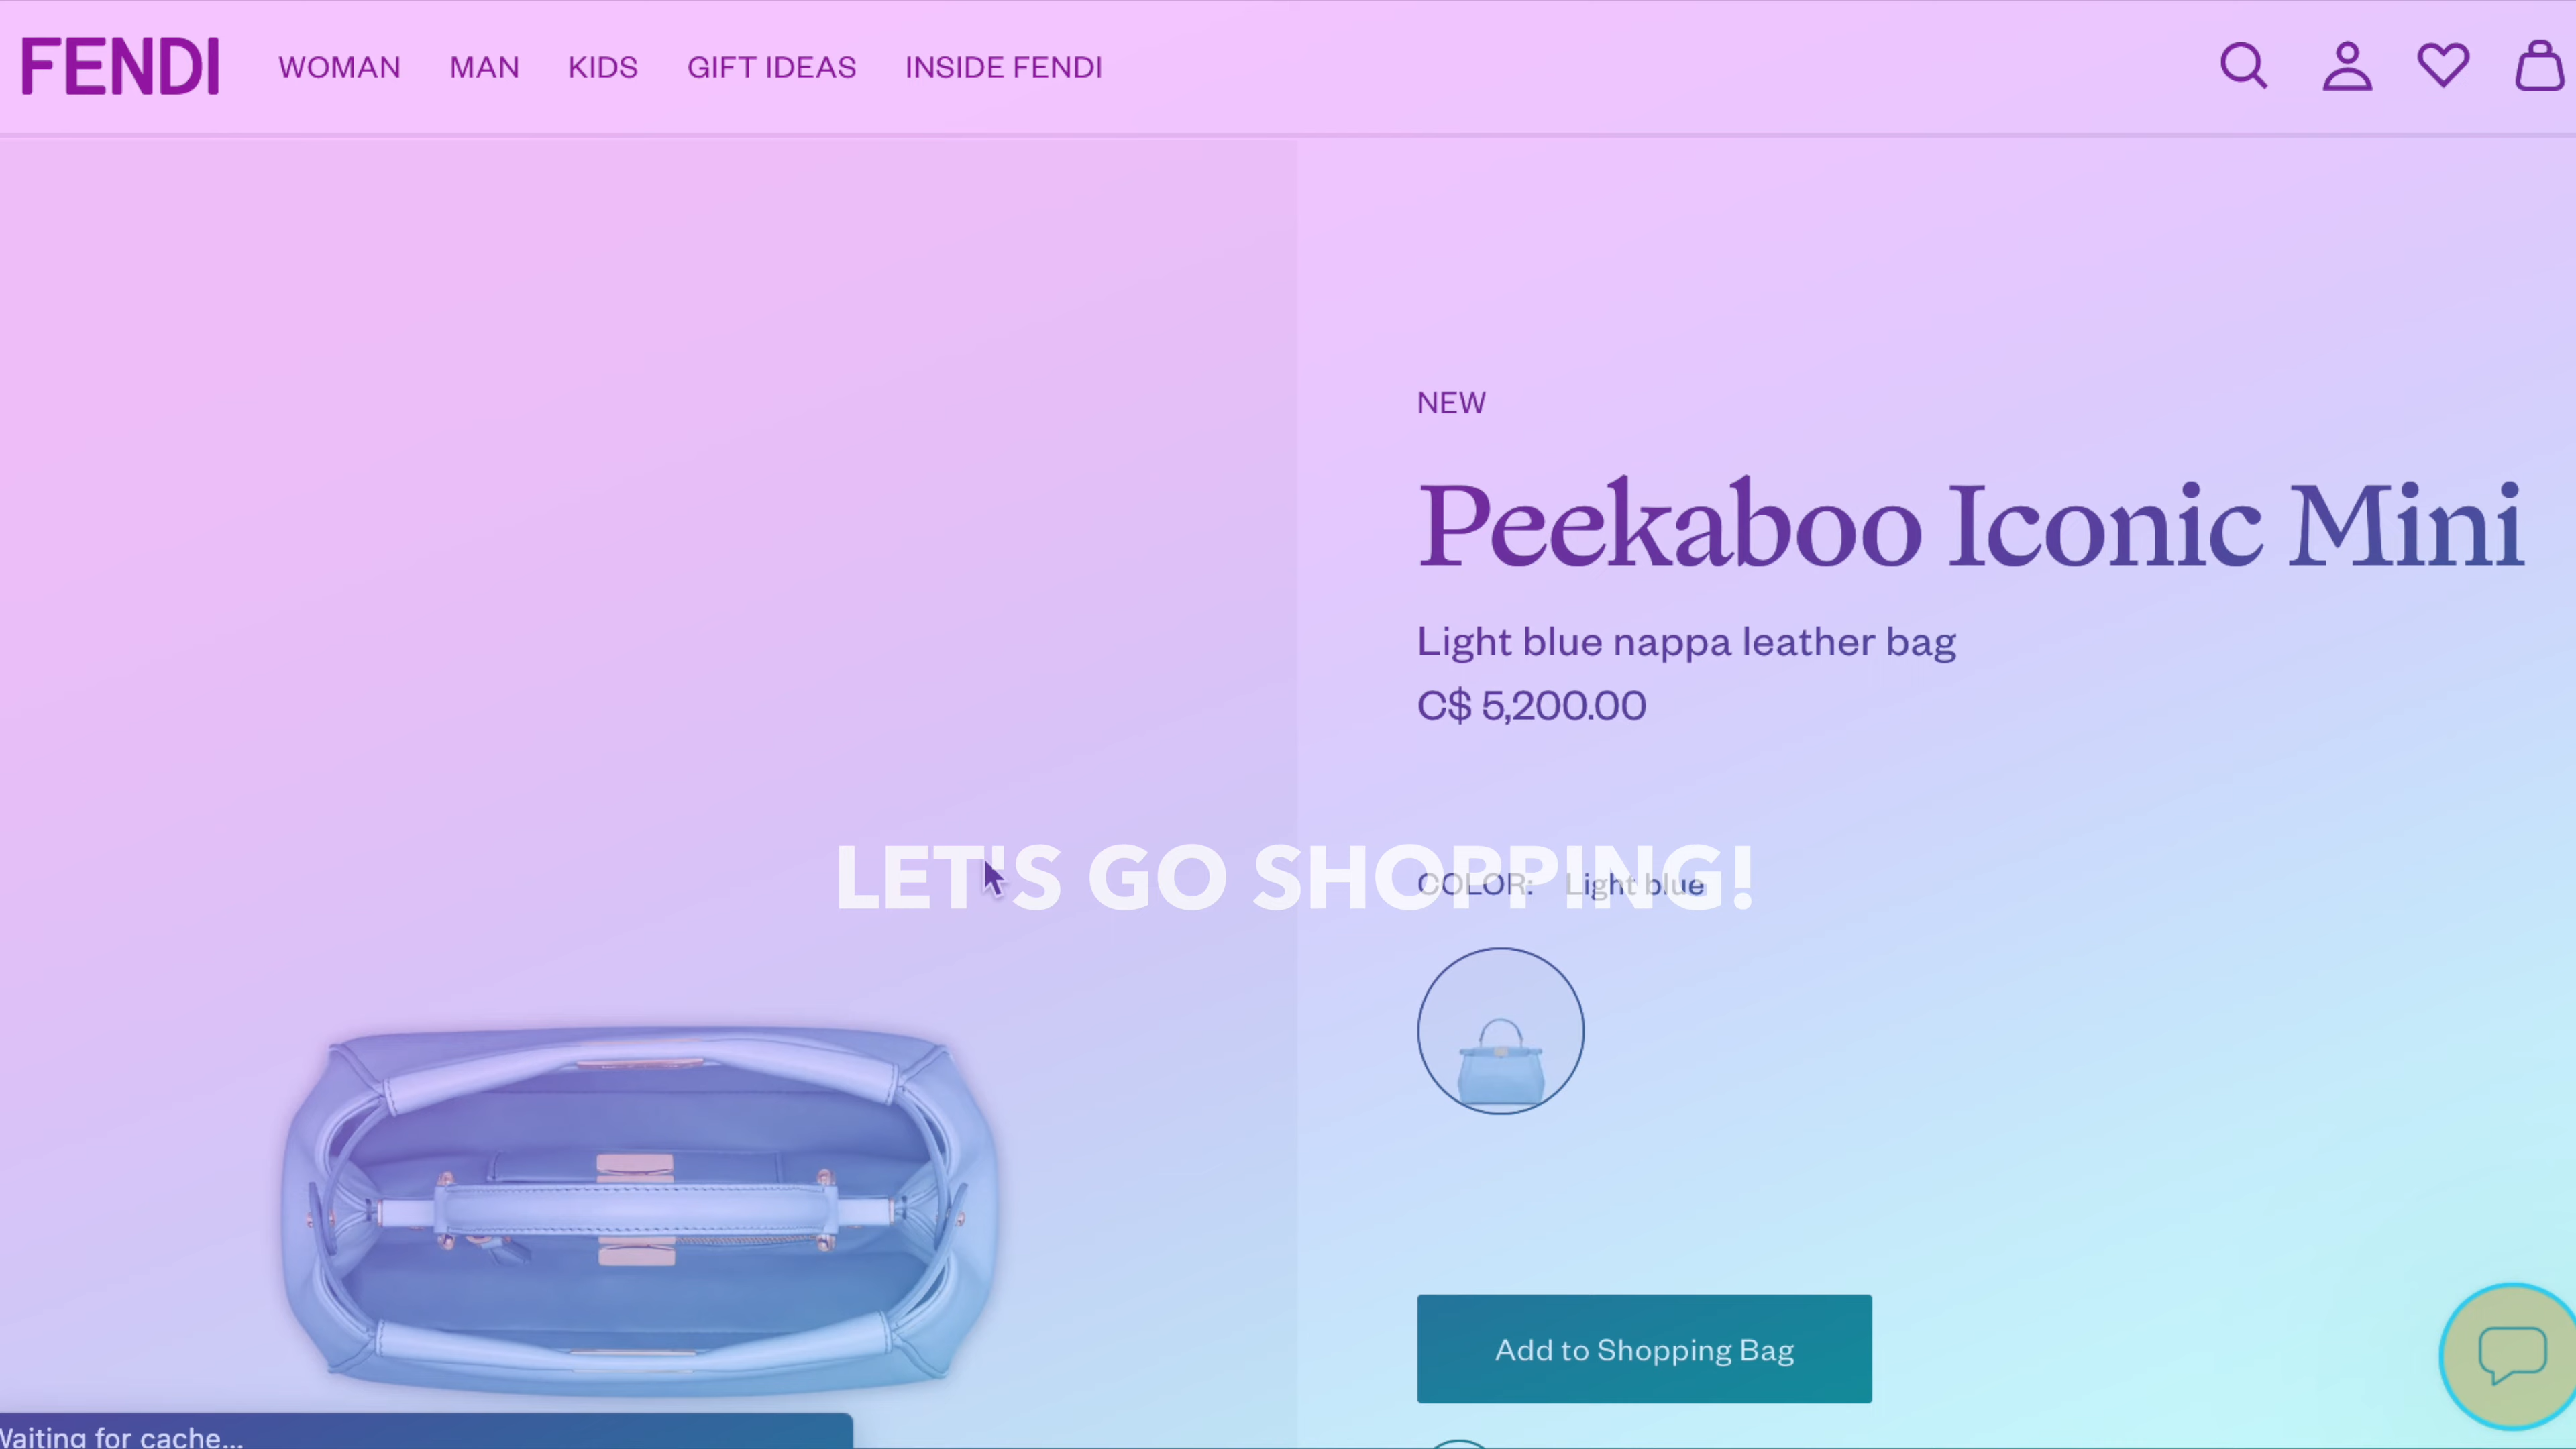 FENDI WOMAN MAN KIDS GIFT IDEAS INSIDE FENDI
NEW
Peekaboo Iconic Mini
Light blue nappa leather bag
C$ 5,200.00
LET'S GO SHOPPING!
COLOR: Light blue
Add to Shopping Bag
Waiting for cache...